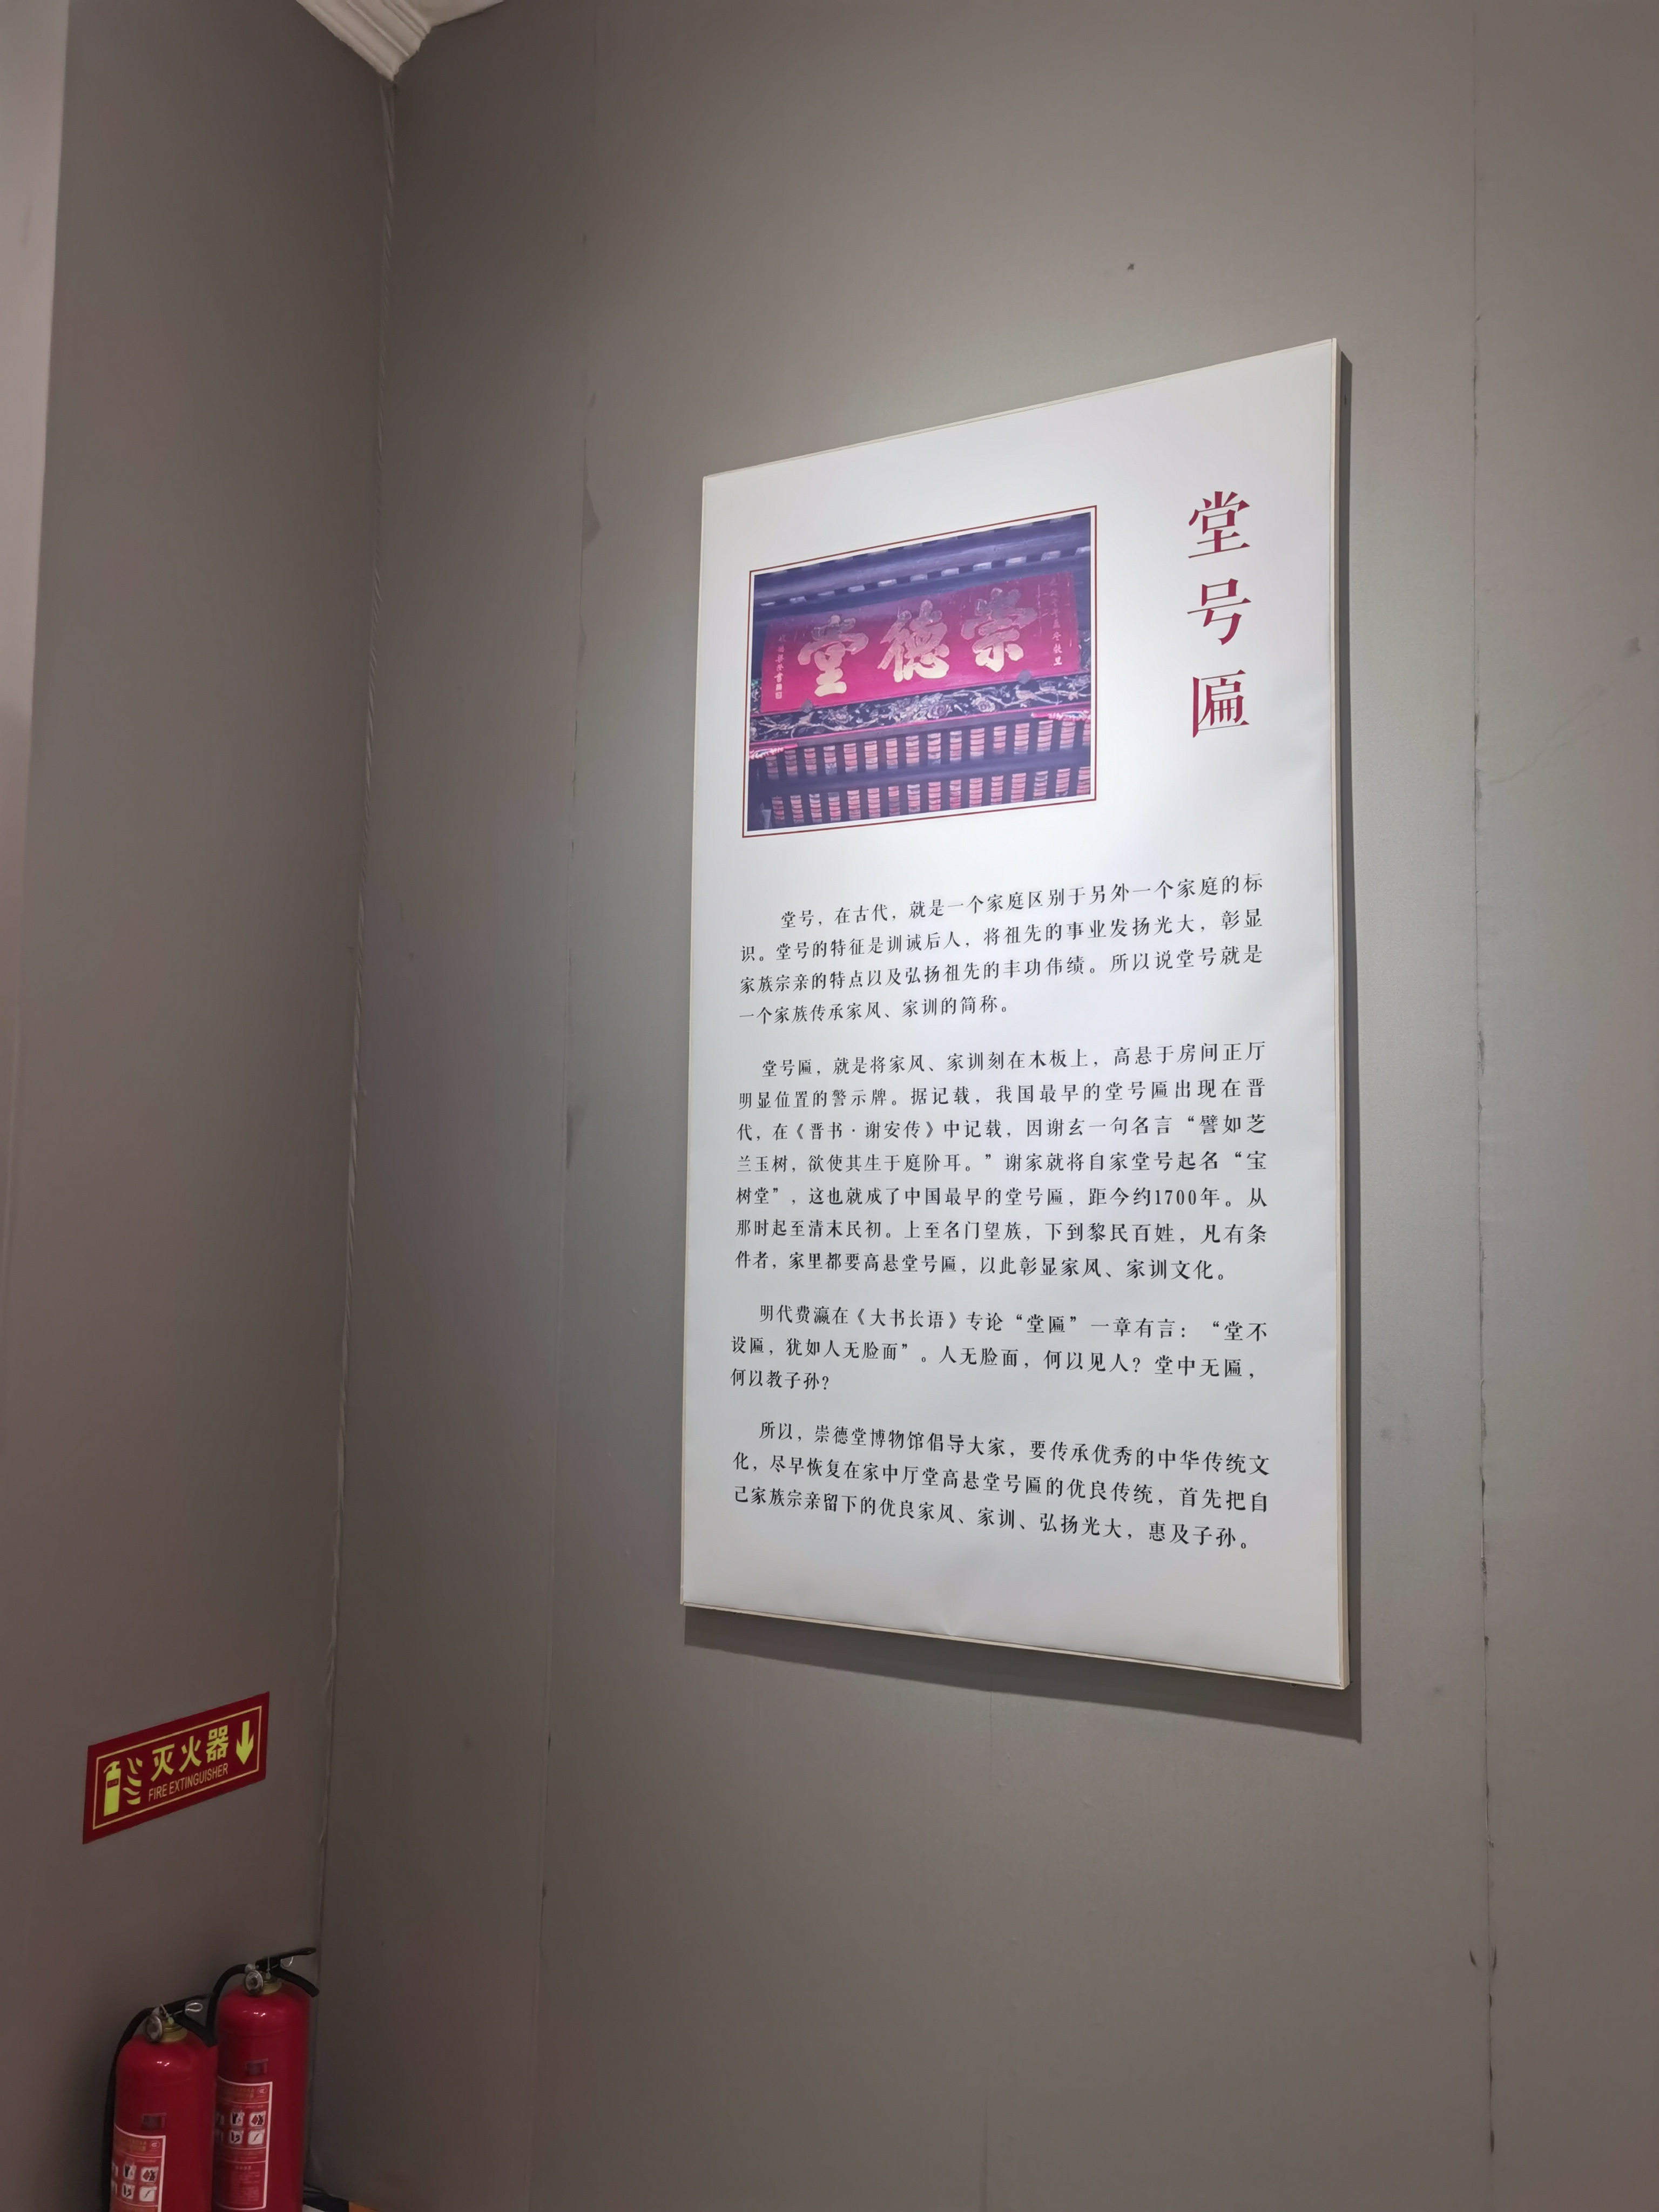 堂号匾
崇德堂
堂号，在古代，就是一个家庭区别于另外一个家庭的标
识。堂号的特征是训诫后人，将祖先的事业发扬光大，彰显
家族宗亲的特点以及弘扬祖先的丰功伟绩。所以说堂号就是
一个家族传承家风、家训的简称。
堂号匾，就是将家风、家训刻在木板上，高悬于房间正厅
明显位置的警示牌。据记载，我国最早的堂号匾出现在晋
代，在《晋书·谢安传》中记载，因谢玄一句名言“譬如芝
兰玉树，欲使其生于庭阶耳。”谢家就将自家堂号起名“宝
树堂”，这也就成了中国最早的堂号匾，距今约1700年。从
那时起至清末民初。上至名门望族，下到黎民百姓，凡有条
件者，家里都要高悬堂号匾，以此彰显家风、家训文化。
明代费瀛在《大书长语》专论“堂匾”一章有言：“堂不
设匾，犹如人无脸面”。人无脸面，何以见人？堂中无匾，
何以教子孙？
所以，崇德堂博物馆倡导大家，要传承优秀的中华传统文
化，尽早恢复在家中厅堂高悬堂号匾的优良传统，首先把自
己家族宗亲留下的优良家风、家训、弘扬光大，惠及子孙。
灭火器
FIRE EXTINGUISHER